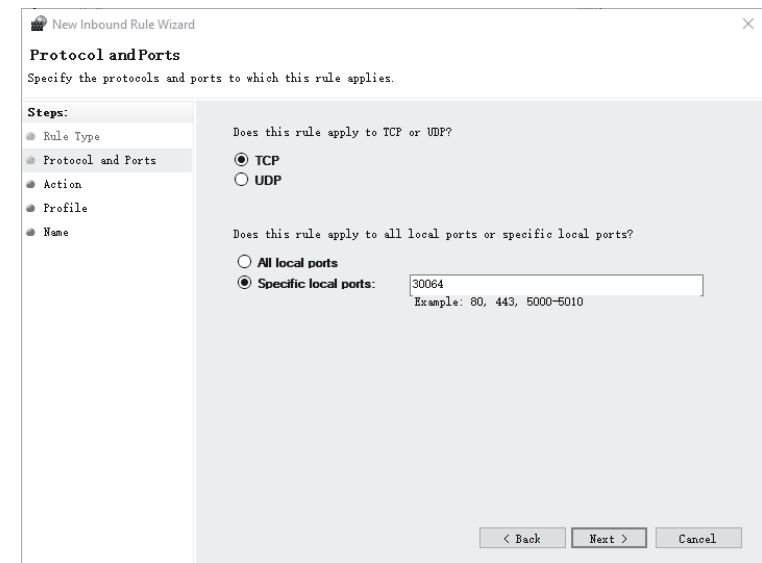 New Inbound Rule Wizard
Protocol and Ports
Specify the protocols and ports to which this rule applies.
Steps:
Rule Type
Protocol and Ports
Action
Profile
Name
Does this rule apply to TCP or UDP?
TCP
UDP
Does this rule apply to all local ports or specific local ports?
All local ports
Specific local ports: 30064
Example: 80, 443, 5000-5010
< Back Next > Cancel